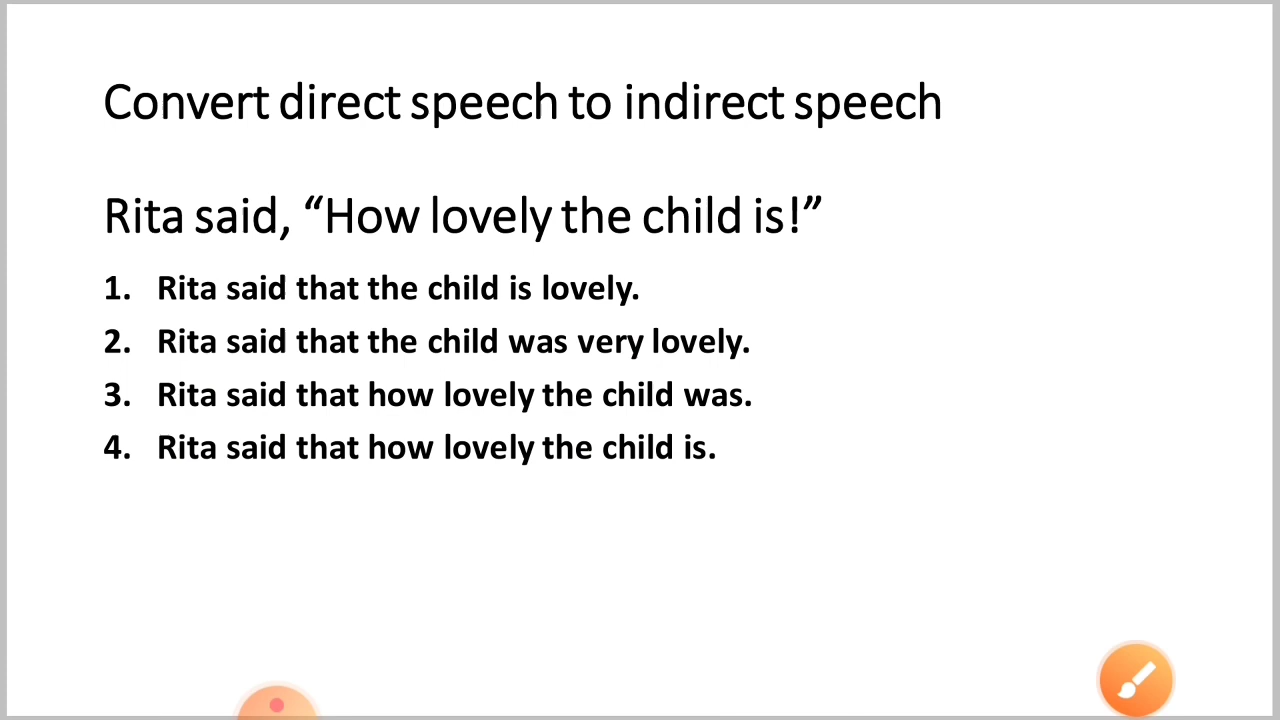 Convert direct speech to indirect speech
Rita said, “How lovely the child is!”
1. Rita said that the child is lovely.
2. Rita said that the child was very lovely.
3. Rita said that how lovely the child was.
4. Rita said that how lovely the child is.